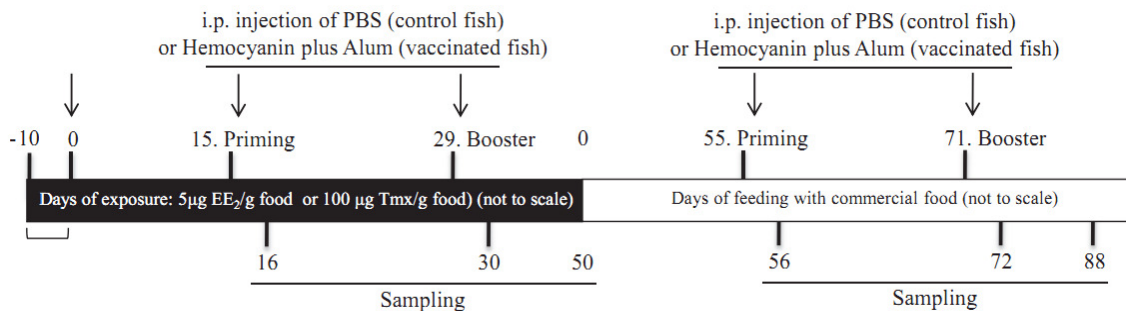 i.p. injection of PBS (control fish)
or Hemocyanin plus Alum (vaccinated fish)
i.p. injection of PBS (control fish)
or Hemocyanin plus Alum (vaccinated fish)
-10 0 15. Priming 29. Booster 0 55. Priming 71. Booster
Days of exposure: 5μg EE₂/g food or 100 μg Tmx/g food) (not to scale)
Days of feeding with commercial food (not to scale)
16 30 50 56 72 88
Sampling
Sampling